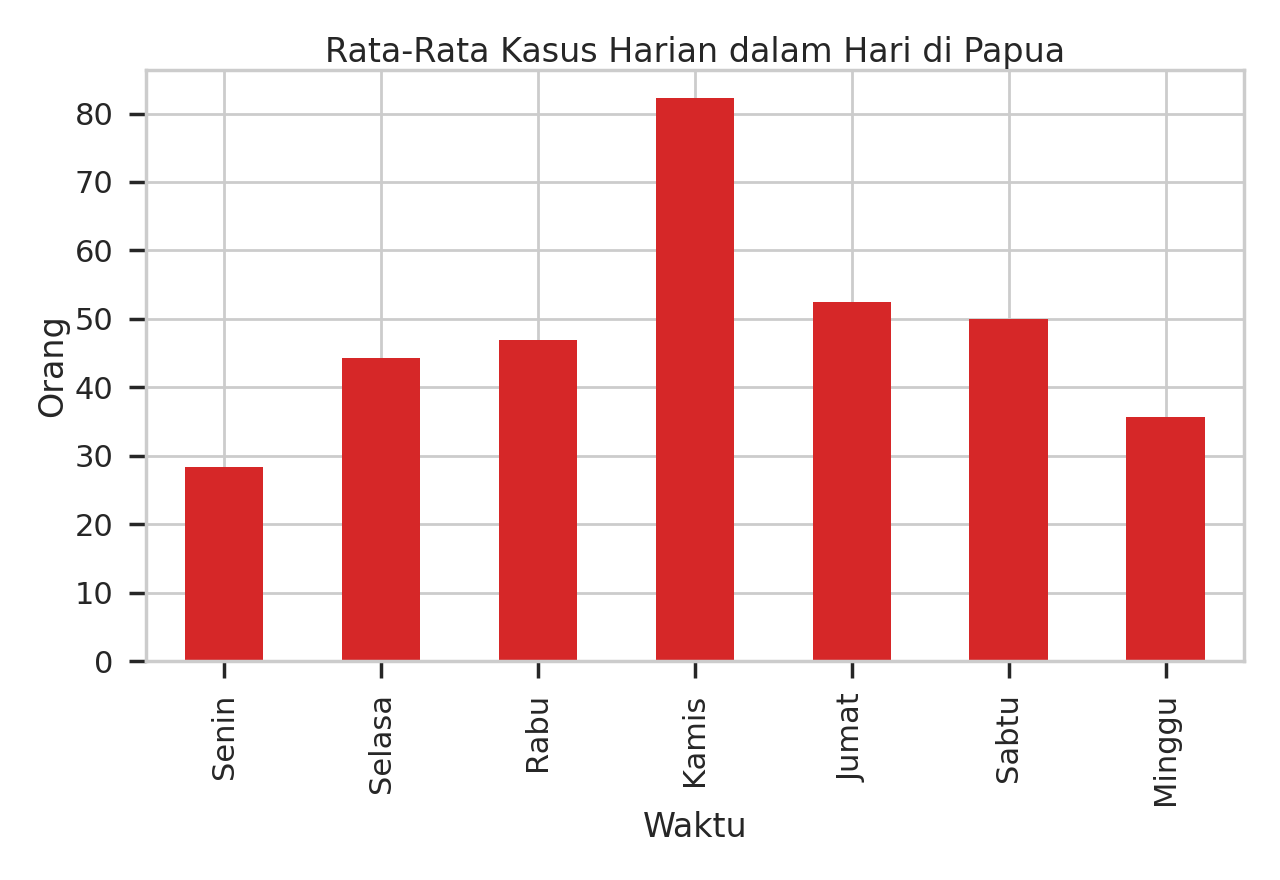 Rata-Rata Kasus Harian dalam Hari di Papua
Orang
80
70
60
50
40
30
20
10
0
Senin
Selasa
Rabu
Kamis
Jumat
Sabtu
Minggu
Waktu